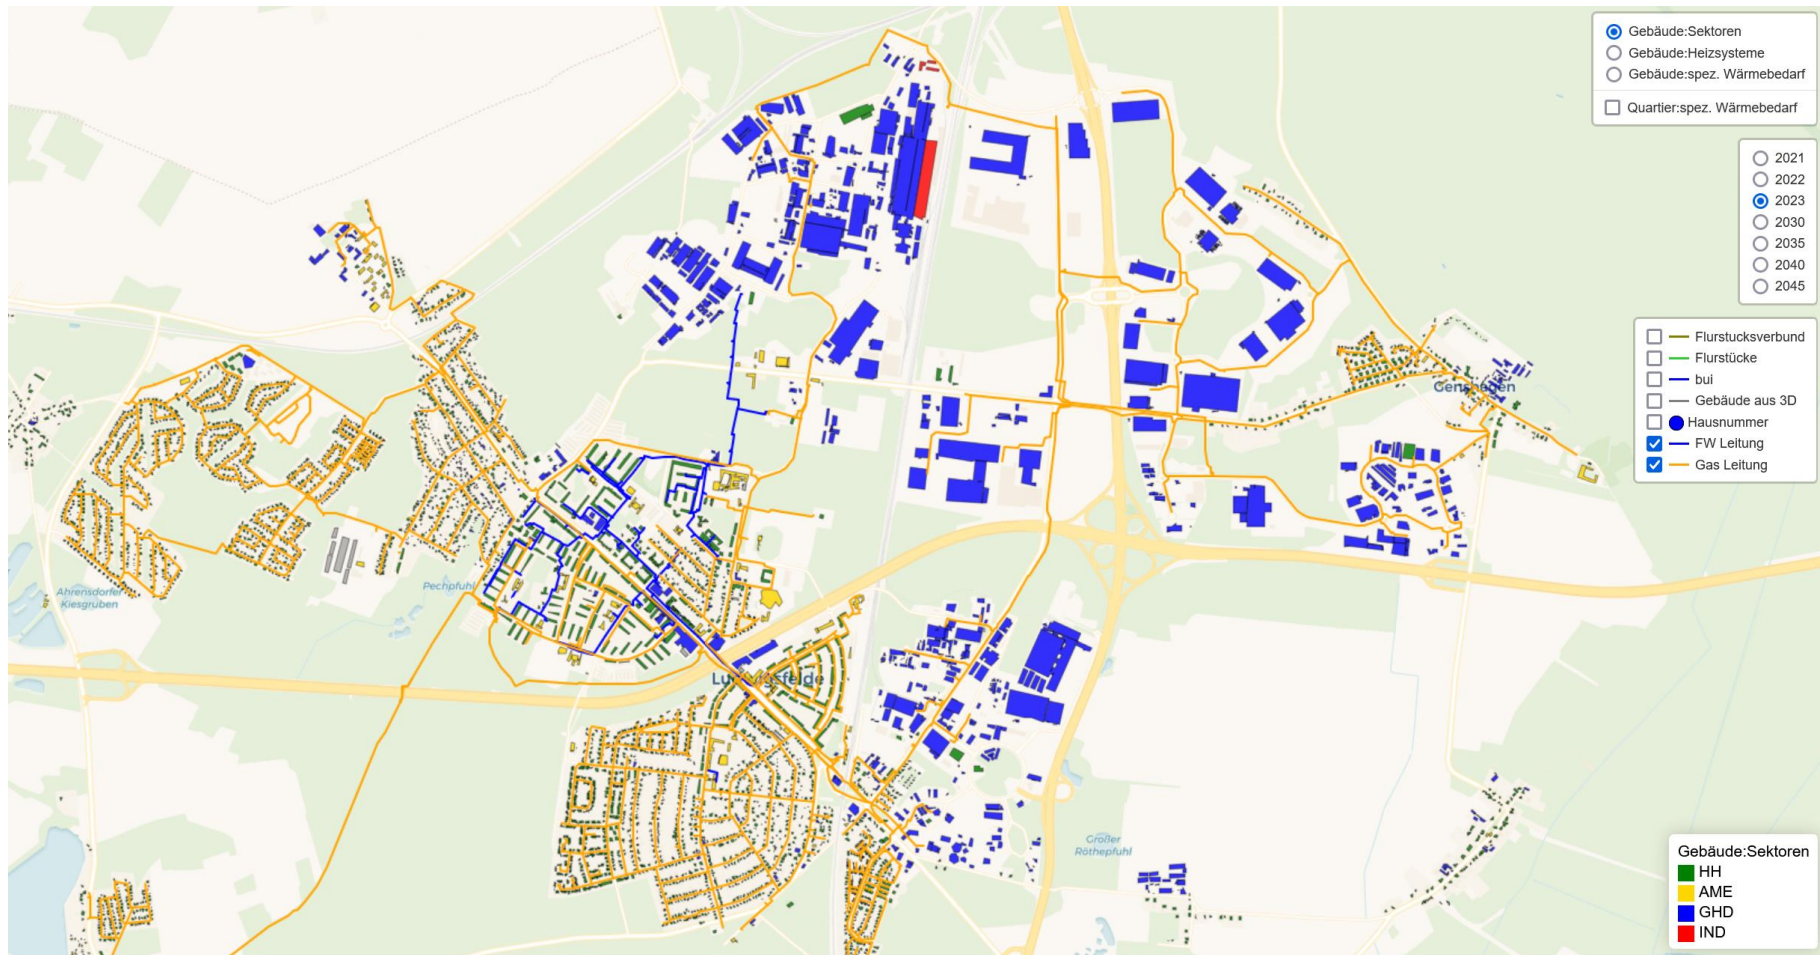 Gebäude:Sektoren
Gebäude:Heizsysteme
Gebäude:spez. Wärmebedarf
Quartier:spez. Wärmebedarf
2021
2022
2023
2030
2035
2040
2045
Flurstucksverbund
Flurstücke
bui
Gebäude aus 3D
Hausnummer
FW Leitung
Gas Leitung
Genshagen
Pechpfuhl
Ahrensdorfer
Kiesgruben
Ludwigsfelde
Großer
Röthepfuhl
Gebäude:Sektoren
HH
AME
GHD
IND